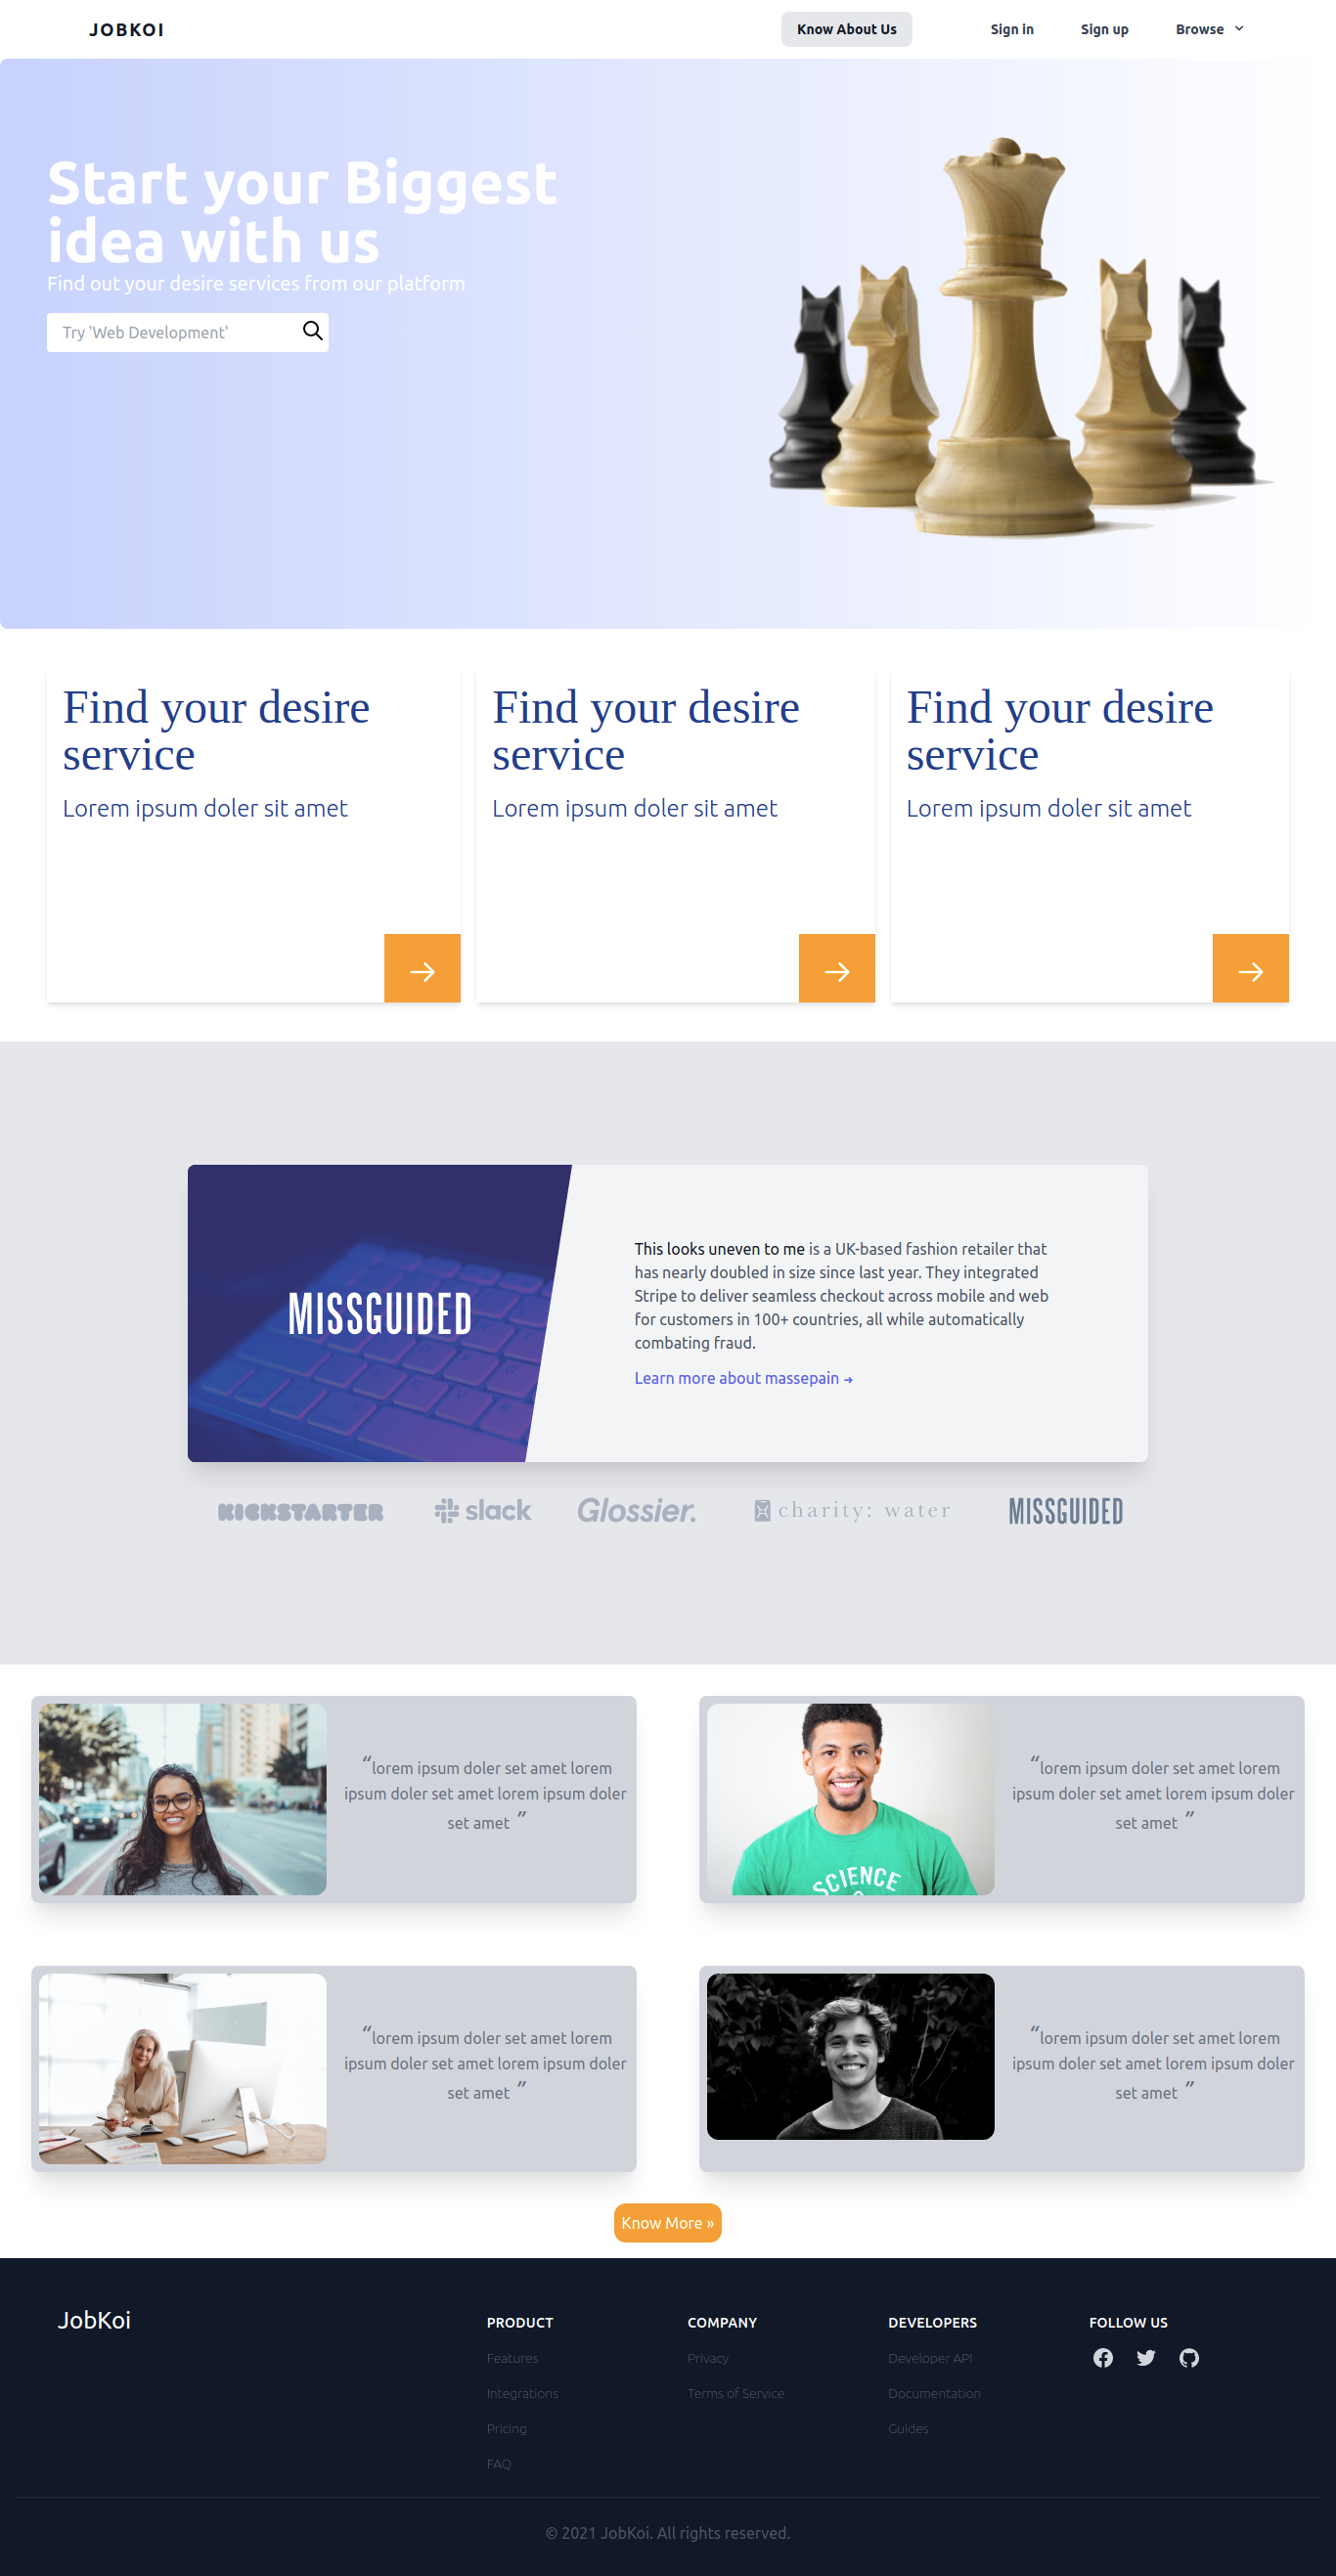 JOBKOI
Know About Us
Sign in
Sign up
Browse
Start your Biggest
idea with us
Find out your desire services from our platform
Try 'Web Development'
Find your desire
service
Lorem ipsum doler sit amet
Find your desire
service
Lorem ipsum doler sit amet
Find your desire
service
Lorem ipsum doler sit amet
MISSGUIDED
This looks uneven to me is a UK-based fashion retailer that
has nearly doubled in size since last year. They integrated
Stripe to deliver seamless checkout across mobile and web
for customers in 100+ countries, all while automatically
combating fraud.
Learn more about massepain →
KICKSTARTER
slack
Glossier.
charity: water
MISSGUIDED
“lorem ipsum doler set amet lorem
ipsum doler set amet lorem ipsum doler
set amet ”
SCIENCE
“lorem ipsum doler set amet lorem
ipsum doler set amet lorem ipsum doler
set amet ”
“lorem ipsum doler set amet lorem
ipsum doler set amet lorem ipsum doler
set amet ”
“lorem ipsum doler set amet lorem
ipsum doler set amet lorem ipsum doler
set amet ”
Know More »
JobKoi
PRODUCT
Features
Integrations
Pricing
FAQ
COMPANY
Privacy
Terms of Service
DEVELOPERS
Developer API
Documentation
Guides
FOLLOW US
© 2021 JobKoi. All rights reserved.